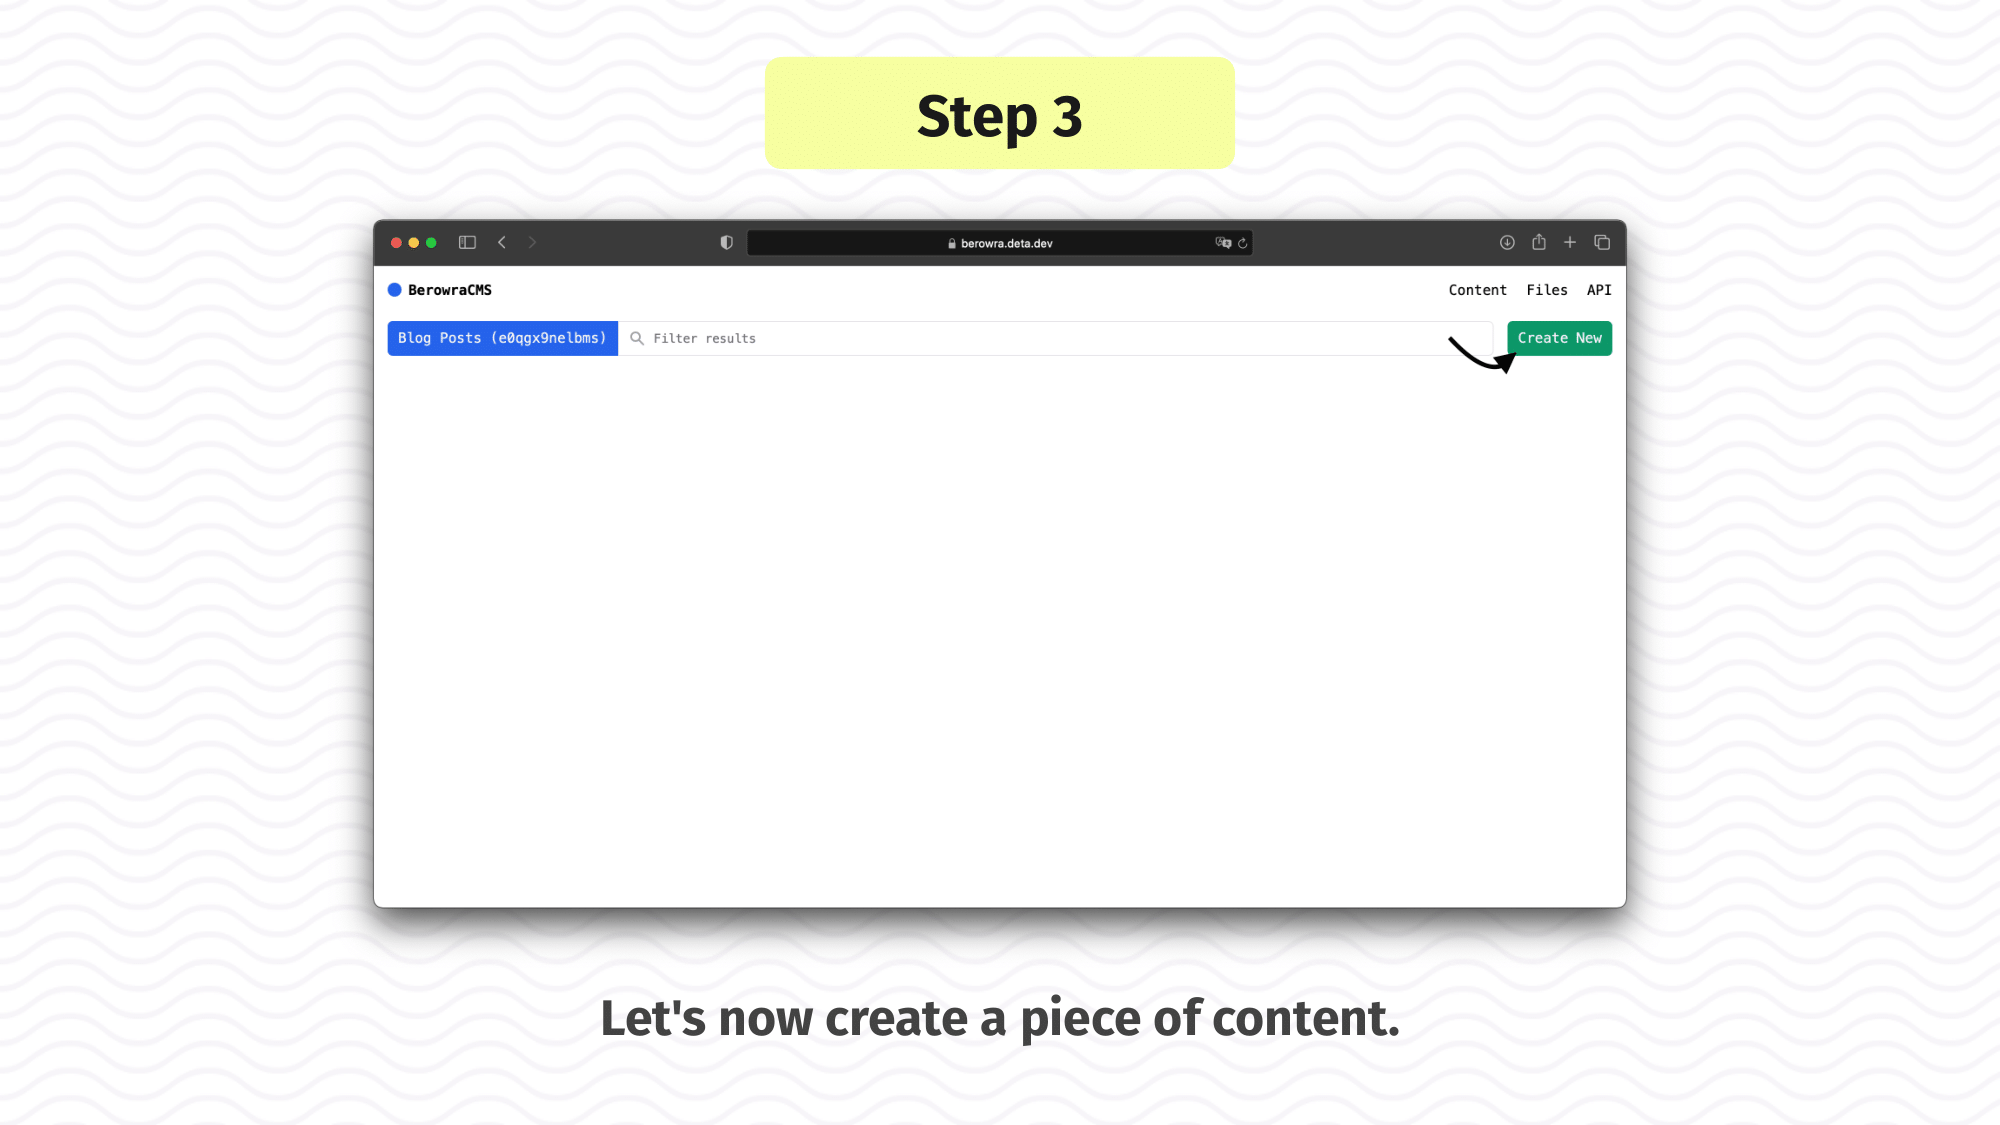 Step 3
berowra.deta.dev
BerowraCMS
Content Files API
Blog Posts (e0qgx9nelbms) Filter results Create New
Let's now create a piece of content.